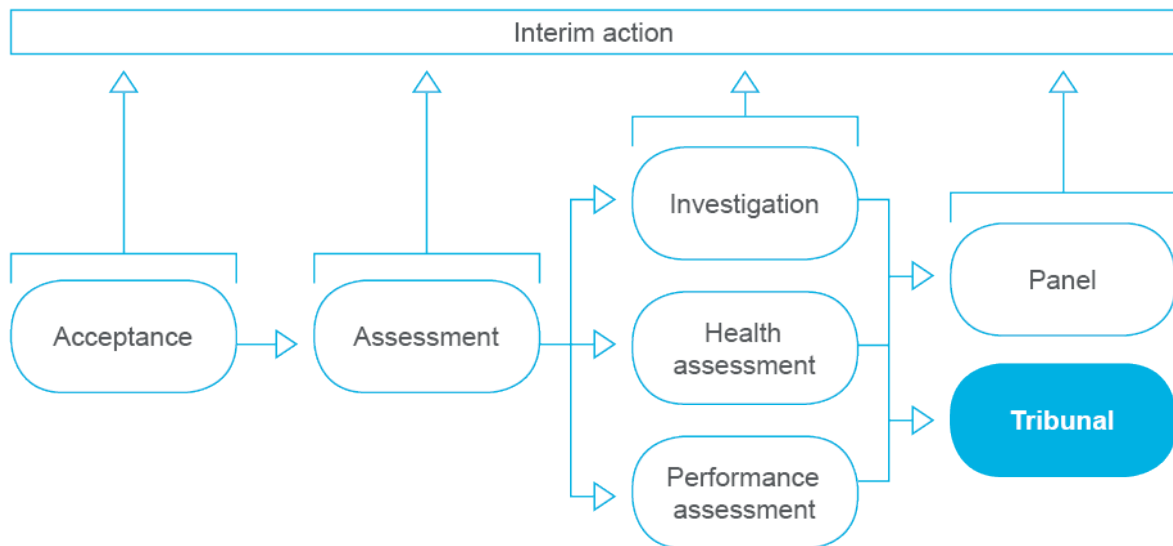 Interim action
Acceptance
Assessment
Investigation
Health
assessment
Performance
assessment
Panel
Tribunal